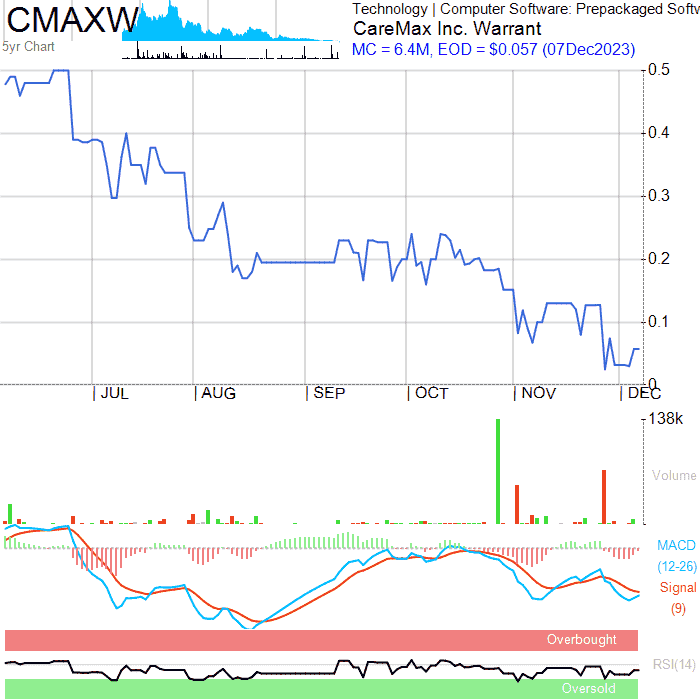 CMAXW
Technology | Computer Software: Prepackaged Softw
CareMax Inc. Warrant
5yr Chart
MC = 6.4M, EOD = $0.057 (07Dec2023)
0.5
0.4
0.3
0.2
0.1
0
JUL AUG SEP OCT NOV DEC
138k
Volume
MACD
(12-26)
Signal
(9)
Overbought
RSI(14)
Oversold